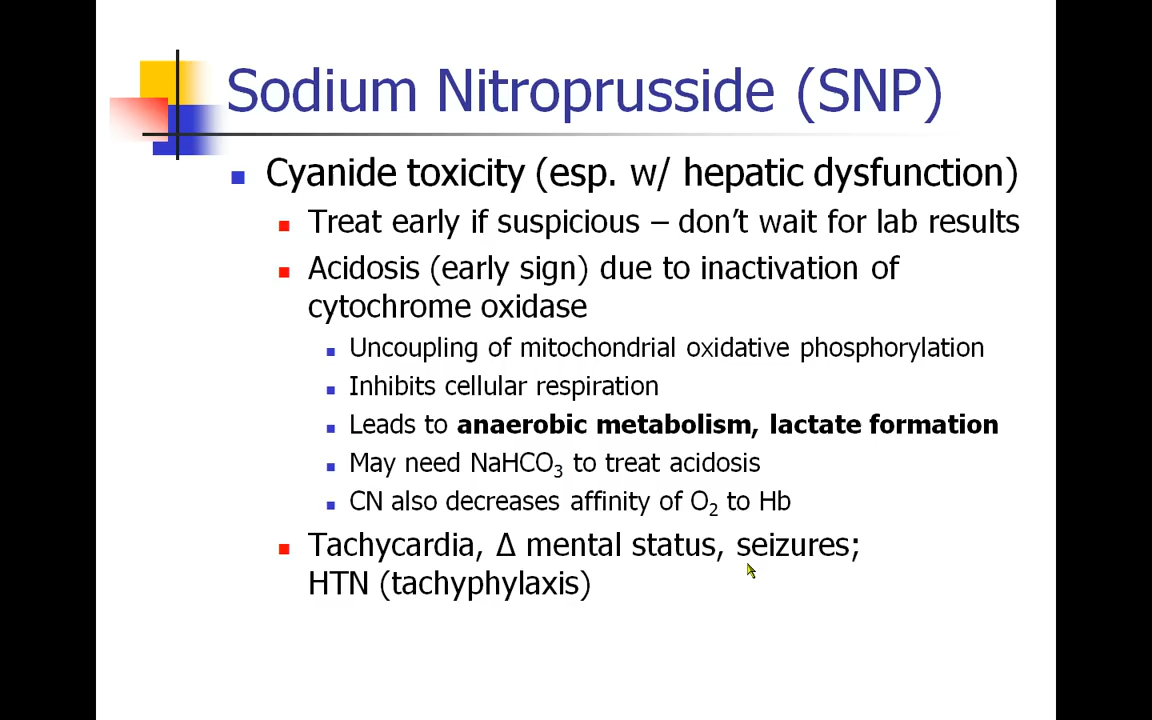 Sodium Nitroprusside (SNP)
Cyanide toxicity (esp. w/ hepatic dysfunction)
Treat early if suspicious – don’t wait for lab results
Acidosis (early sign) due to inactivation of
cytochrome oxidase
Uncoupling of mitochondrial oxidative phosphorylation
Inhibits cellular respiration
Leads to anaerobic metabolism, lactate formation
May need NaHCO₃ to treat acidosis
CN also decreases affinity of O₂ to Hb
Tachycardia, Δ mental status, seizures;
HTN (tachyphylaxis)